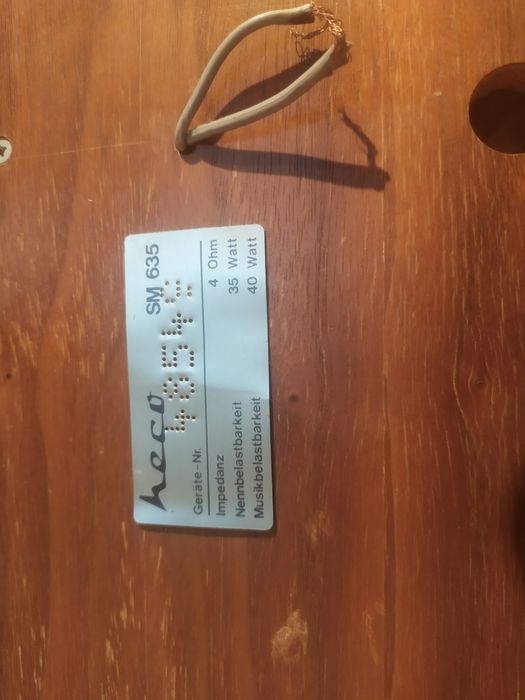 heco SM 635
Geräte-Nr.
Impedanz 4 Ohm
Nennbelastbarkeit 35 Watt
Musikbelastbarkeit 40 Watt